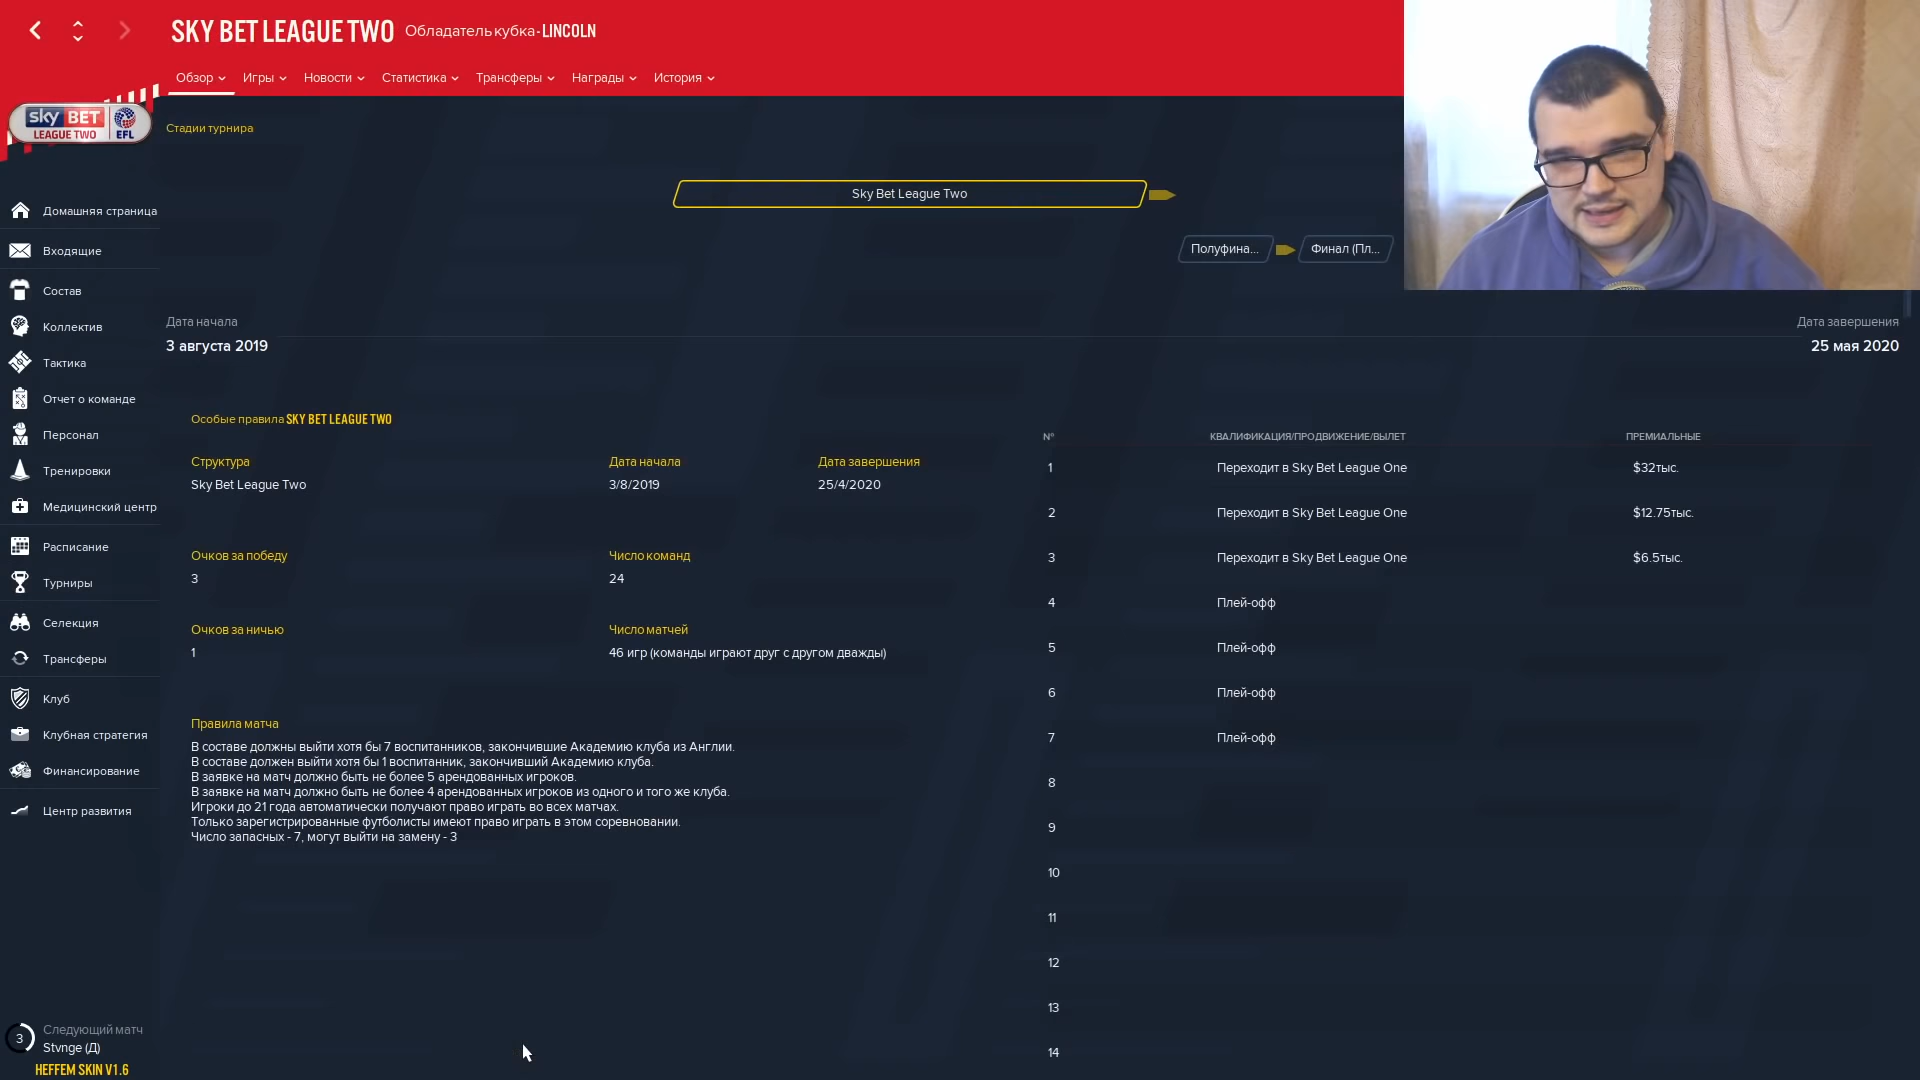 SKY BET LEAGUE TWO
Обладатель кубка - LINCOLN
Обзор
Игры
Новости
Статистика
Трансферы
Награды
История
sky BET
LEAGUE TWO
EFL
Стадии турнира
Sky Bet League Two
Полуфина...
Финал (Пл...
Дата начала
3 августа 2019
Дата завершения
25 мая 2020
Домашняя страница
Входящие
Состав
Коллектив
Тактика
Отчет о команде
Персонал
Тренировки
Медицинский центр
Расписание
Турниры
Селекция
Трансферы
Клуб
Клубная стратегия
Финансирование
Центр развития
3
Следующий матч
Stvnge (Д)
HEFFEM SKIN V1.6
Особые правила SKY BET LEAGUE TWO
Структура
Sky Bet League Two
Дата начала
3/8/2019
Дата завершения
25/4/2020
Очков за победу
3
Число команд
24
Очков за ничью
1
Число матчей
46 игр (команды играют друг с другом дважды)
Правила матча
В составе должны выйти хотя бы 7 воспитанников, закончившие Академию клуба из Англии.
В составе должен выйти хотя бы 1 воспитанник, закончивший Академию клуба.
В заявке на матч должно быть не более 5 арендованных игроков.
В заявке на матч должно быть не более 4 арендованных игроков из одного и того же клуба.
Игроки до 21 года автоматически получают право играть во всех матчах.
Только зарегистрированные футболисты имеют право играть в этом соревновании.
Число запасных - 7, могут выйти на замену - 3
№ КВАЛИФИКАЦИЯ/ПРОДВИЖЕНИЕ/ВЫЛЕТ ПРЕМИАЛЬНЫЕ
1 Переходит в Sky Bet League One $32тыс.
2 Переходит в Sky Bet League One $12.75тыс.
3 Переходит в Sky Bet League One $6.5тыс.
4 Плей-офф
5 Плей-офф
6 Плей-офф
7 Плей-офф
8
9
10
11
12
13
14